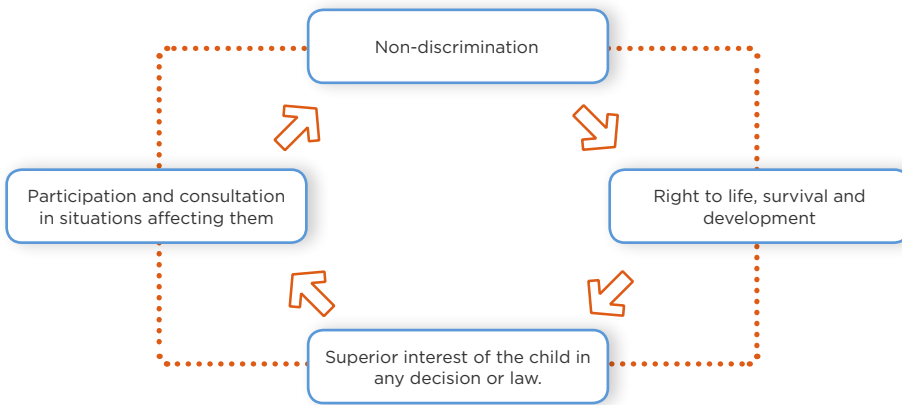 Non-discrimination
Participation and consultation
in situations affecting them
Right to life, survival and
development
Superior interest of the child in
any decision or law.